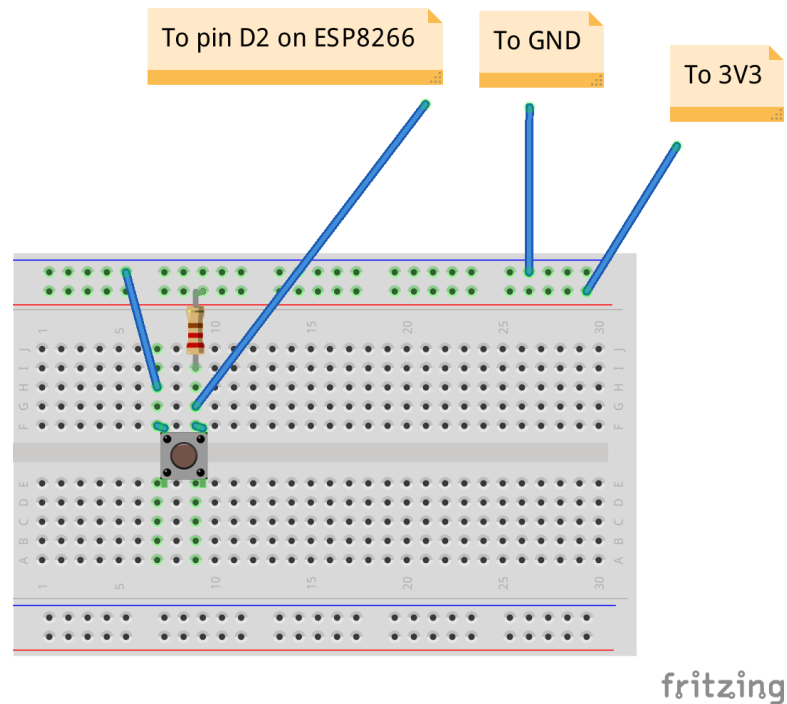 To pin D2 on ESP8266
To GND
To 3V3
1 5 10 15 20 25 30
J J
I I
H H
G G
F F
E E
D D
C C
B B
A A
1 5 10 15 20 25 30
fritzing